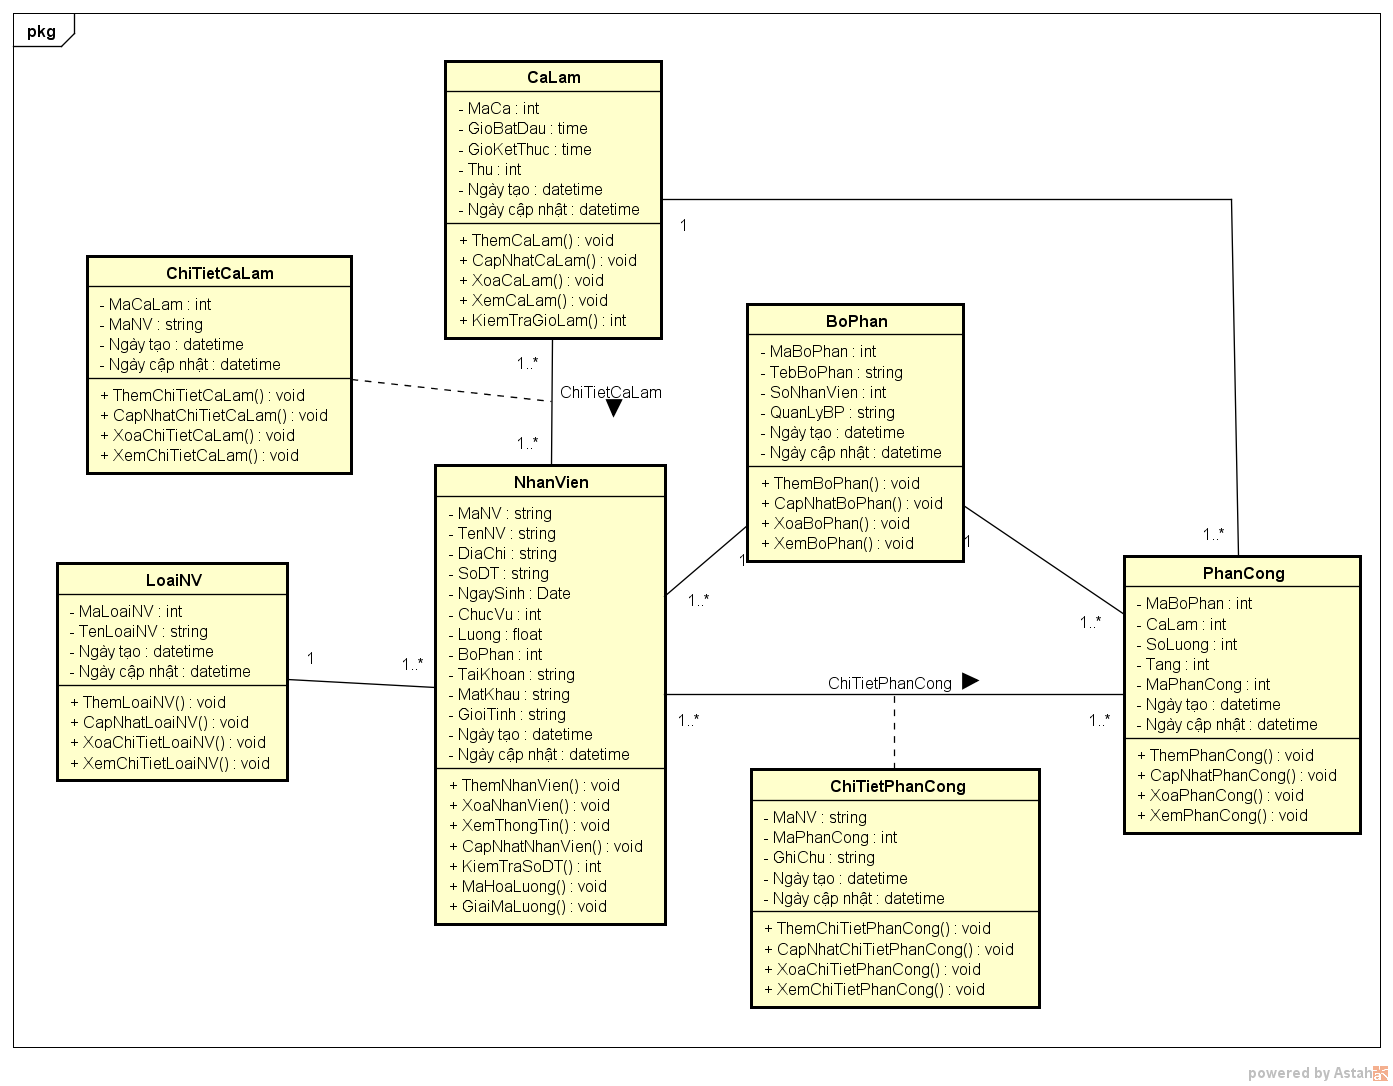 pkg
CaLam
- MaCa : int
- GioBatDau : time
- GioKetThuc : time
- Thu : int
- Ngày tạo : datetime
- Ngày cập nhật : datetime
+ ThemCaLam() : void
+ CapNhatCaLam() : void
+ XoaCaLam() : void
+ XemCaLam() : void
+ KiemTraGioLam() : int
1
1..*
ChiTietCaLam
- MaCaLam : int
- MaNV : string
- Ngày tạo : datetime
- Ngày cập nhật : datetime
+ ThemChiTietCaLam() : void
+ CapNhatChiTietCaLam() : void
+ XoaChiTietCaLam() : void
+ XemChiTietCaLam() : void
ChiTietCaLam
1..*
BoPhan
- MaBoPhan : int
- TebBoPhan : string
- SoNhanVien : int
- QuanLyBP : string
- Ngày tạo : datetime
- Ngày cập nhật : datetime
+ ThemBoPhan() : void
+ CapNhatBoPhan() : void
+ XoaBoPhan() : void
+ XemBoPhan() : void
1
1
1..*
1..*
1..*
NhanVien
- MaNV : string
- TenNV : string
- DiaChi : string
- SoDT : string
- NgaySinh : Date
- ChucVu : int
- Luong : float
- BoPhan : int
- TaiKhoan : string
- MatKhau : string
- GioiTinh : string
- Ngày tạo : datetime
- Ngày cập nhật : datetime
+ ThemNhanVien() : void
+ XoaNhanVien() : void
+ XemThongTin() : void
+ CapNhatNhanVien() : void
+ KiemTraSoDT() : int
+ MaHoaLuong() : void
+ GiaiMaLuong() : void
LoaiNV
- MaLoaiNV : int
- TenLoaiNV : string
- Ngày tạo : datetime
- Ngày cập nhật : datetime
+ ThemLoaiNV() : void
+ CapNhatLoaiNV() : void
+ XoaChiTietLoaiNV() : void
+ XemChiTietLoaiNV() : void
1
1..*
PhanCong
- MaBoPhan : int
- CaLam : int
- SoLuong : int
- Tang : int
- MaPhanCong : int
- Ngày tạo : datetime
- Ngày cập nhật : datetime
+ ThemPhanCong() : void
+ CapNhatPhanCong() : void
+ XoaPhanCong() : void
+ XemPhanCong() : void
ChiTietPhanCong
1..*
1..*
ChiTietPhanCong
- MaNV : string
- MaPhanCong : int
- GhiChu : string
- Ngày tạo : datetime
- Ngày cập nhật : datetime
+ ThemChiTietPhanCong() : void
+ CapNhatChiTietPhanCong() : void
+ XoaChiTietPhanCong() : void
+ XemChiTietPhanCong() : void
powered by Astah